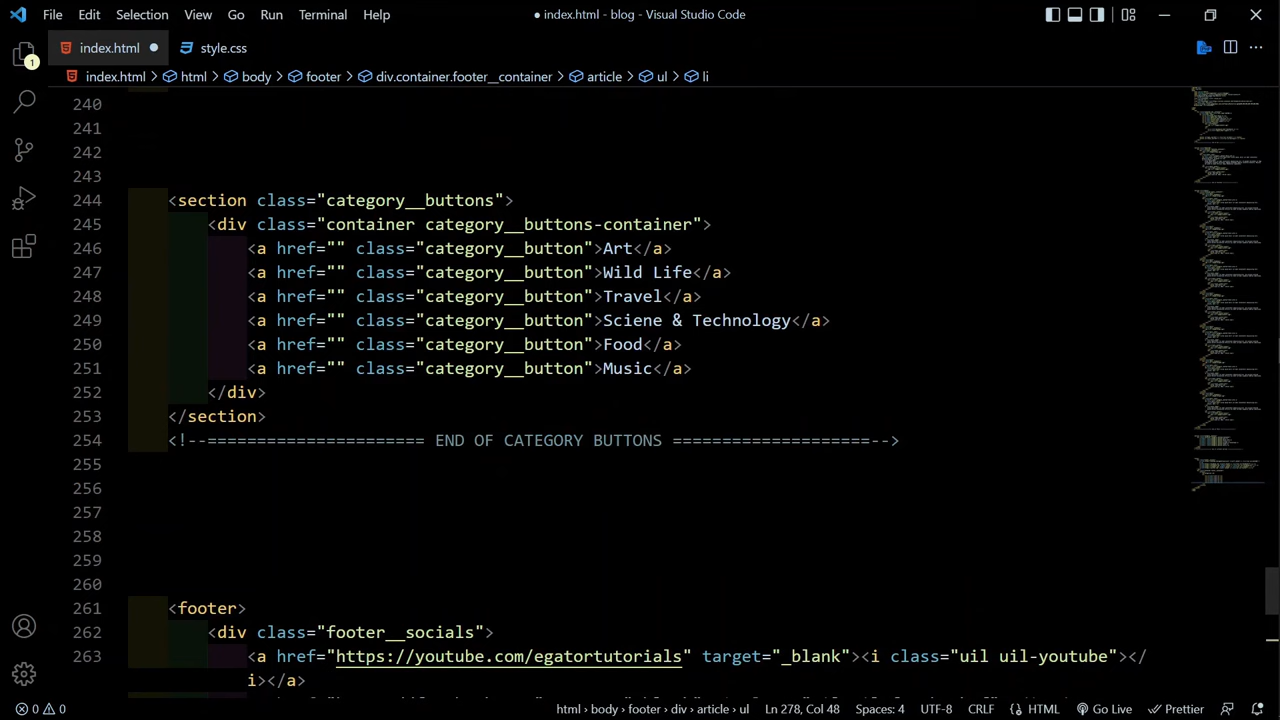 File Edit Selection View Go Run Terminal Help ● index.html - blog - Visual Studio Code
index.html ● style.css
index.html > html > body > footer > div.container.footer__container > article > ul > li
1
240
241
242
243
244 <section class="category__buttons">
245 <div class="container category__buttons-container">
246 <a href="" class="category__button">Art</a>
247 <a href="" class="category__button">Wild Life</a>
248 <a href="" class="category__button">Travel</a>
249 <a href="" class="category__button">Sciene & Technology</a>
250 <a href="" class="category__button">Food</a>
251 <a href="" class="category__button">Music</a>
252 </div>
253 </section>
254 <!--====================== END OF CATEGORY BUTTONS ====================-->
255
256
257
258
259
260
261 <footer>
262 <div class="footer__socials">
263 <a href="https://youtube.com/egatortutorials" target="_blank"><i class="uil uil-youtube"></
i></a>
0 0 html > body > footer > div > article > ul Ln 278, Col 48 Spaces: 4 UTF-8 CRLF HTML Go Live Prettier